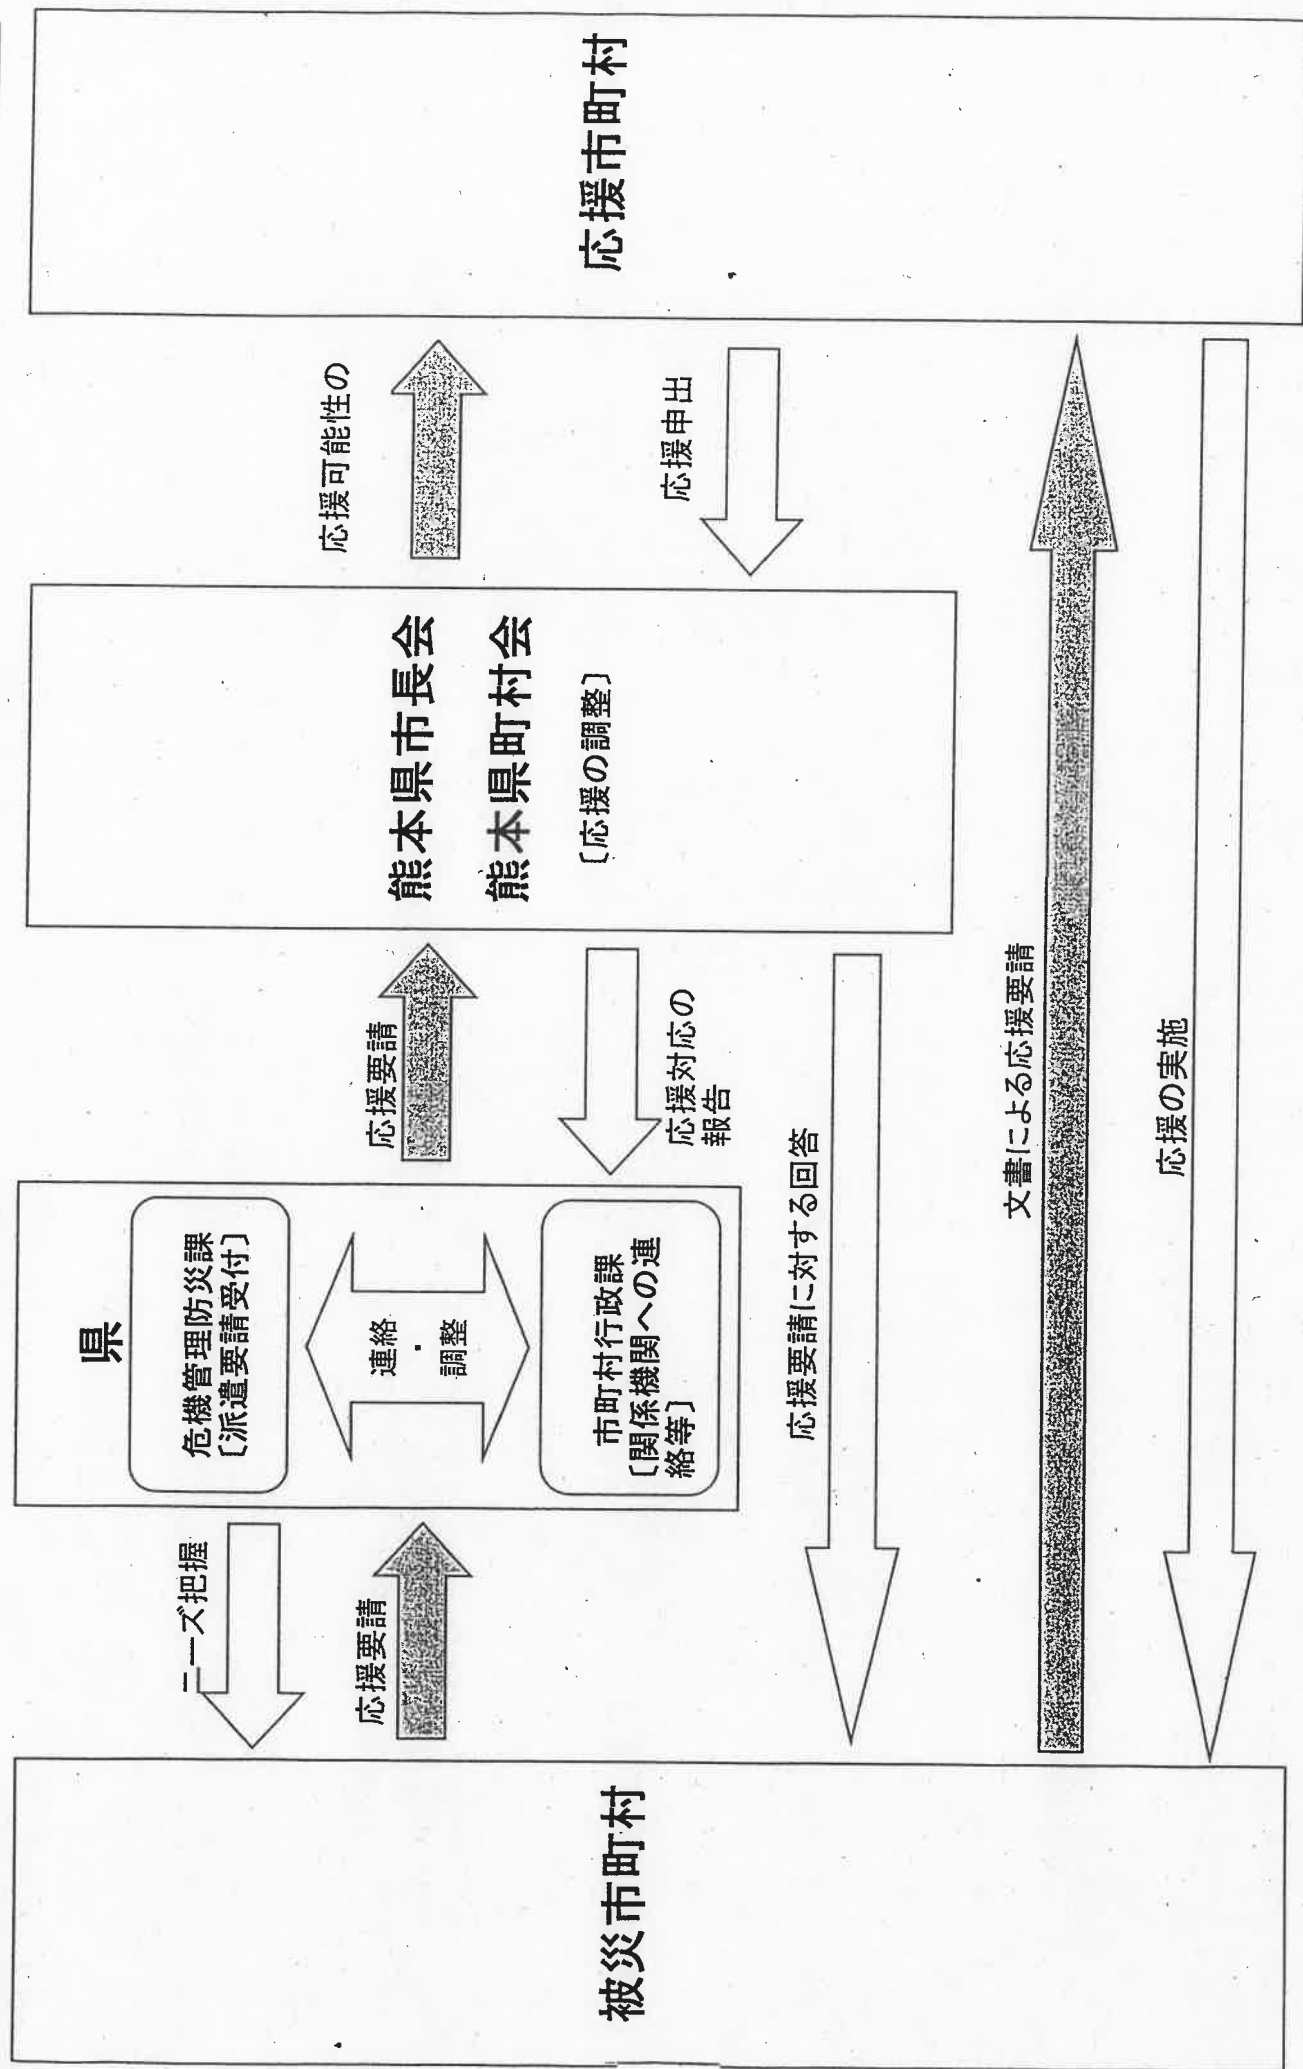 被災市町村
ニーズ把握
応援要請
県
危機管理防災課
〔派遣要請受付〕
連絡
・
調整
市町村行政課
〔関係機関への連
絡等〕
応援要請
応援対応の
報告
応援要請に対する回答
熊本県市長会
熊本県町村会
〔応援の調整〕
応援可能性の
応援申出
文書による応援要請
応援の実施
応援市町村